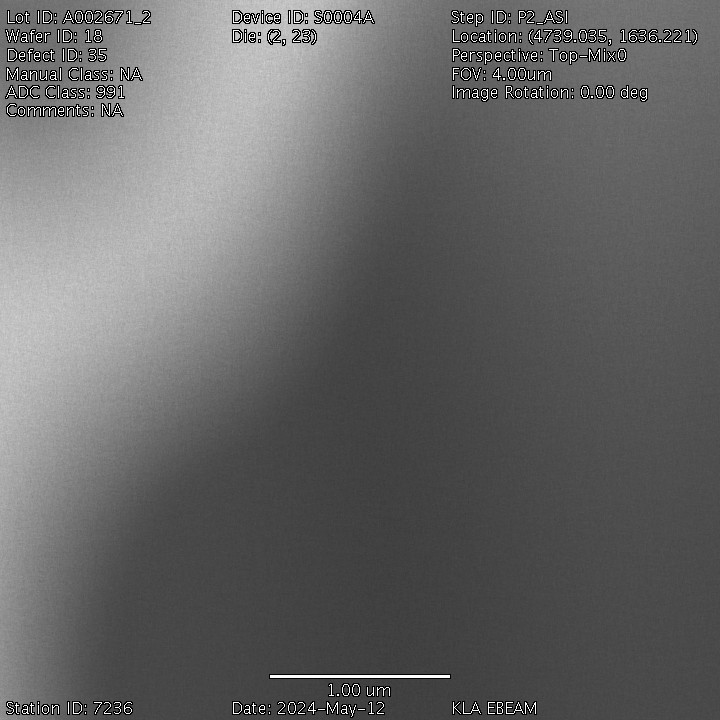 Lot ID: A002671_2
Wafer ID: 18
Defect ID: 35
Manual Class: NA
ADC Class: 991
Comments: NA
Device ID: S0004A
Die: (2, 23)
Step ID: P2_ASI
Location: (4739.035, 1636.221)
Perspective: Top-Mix0
FOV: 4.00um
Image Rotation: 0.00 deg
1.00 um
Station ID: 7236
Date: 2024-May-12
KLA EBEAM